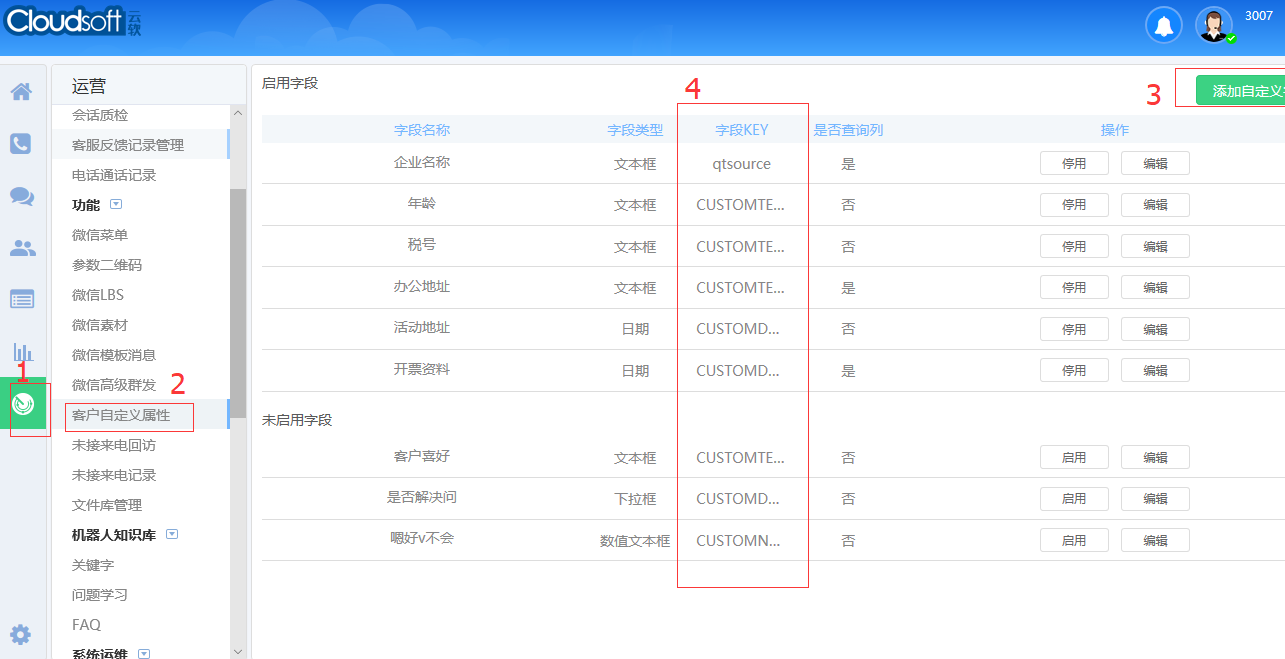 Cloudsoft 云软
3007
运营
会话质检
客服反馈记录管理
电话通话记录
功能
微信菜单
参数二维码
微信LBS
微信素材
微信模板消息
微信高级群发
客户自定义属性
未接来电回访
未接来电记录
文件库管理
机器人知识库
关键字
问题学习
FAQ
系统运维
1
2
启用字段
4
3
添加自定义
字段名称 字段类型 字段KEY 是否查询列 操作
企业名称 文本框 qtsource 是 停用 编辑
年龄 文本框 CUSTOMTE... 否 停用 编辑
税号 文本框 CUSTOMTE... 否 停用 编辑
办公地址 文本框 CUSTOMTE... 是 停用 编辑
活动地址 日期 CUSTOMD... 否 停用 编辑
开票资料 日期 CUSTOMD... 是 停用 编辑
未启用字段
客户喜好 文本框 CUSTOMTE... 否 启用 编辑
是否解决问 下拉框 CUSTOMD... 否 启用 编辑
嗯好v不会 数值文本框 CUSTOMN... 否 启用 编辑